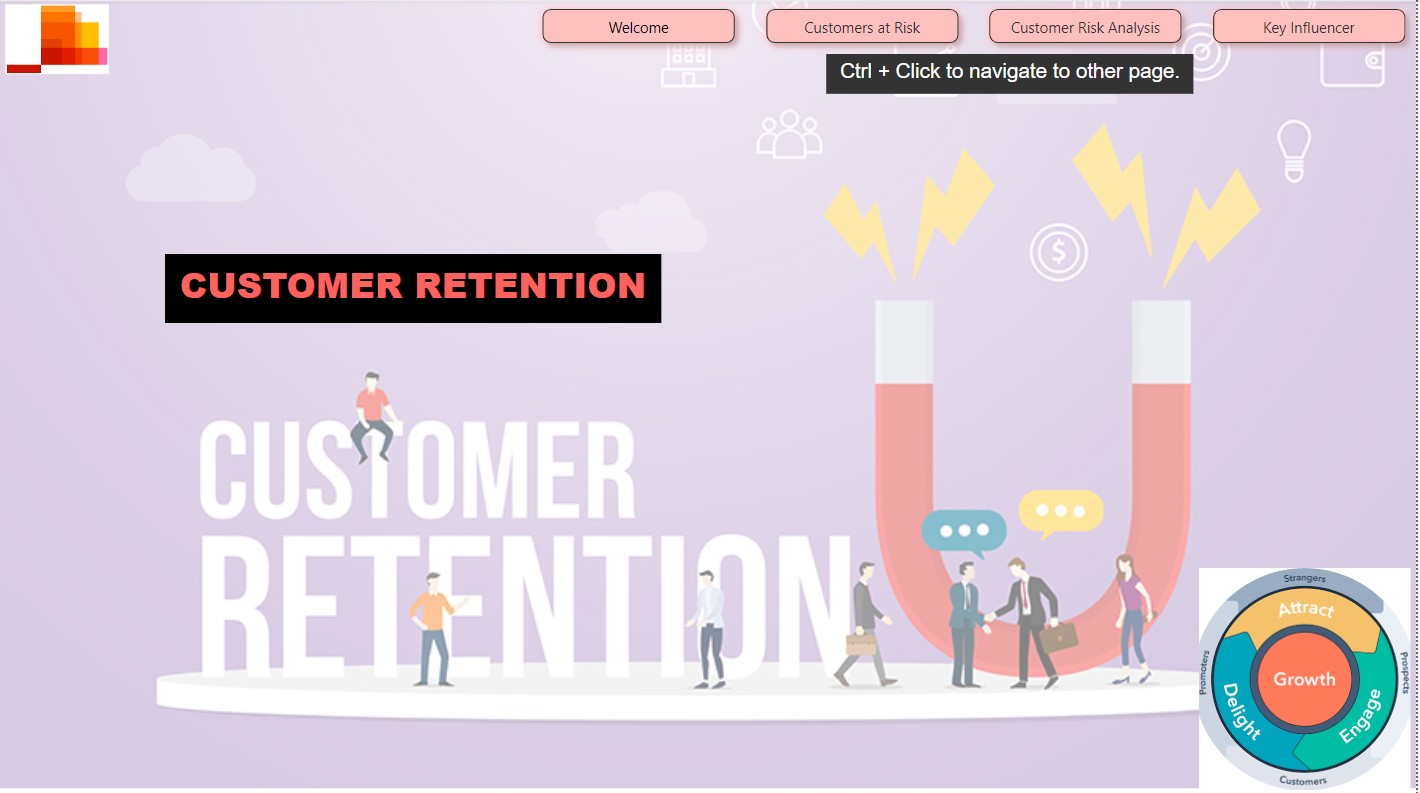 Welcome
Customers at Risk
Customer Risk Analysis
Key Influencer
Ctrl + Click to navigate to other page.
CUSTOMER RETENTION
CUSTOMER
RETENTION
$
Strangers
Attract
Promoters
Growth
Prospects
Delight
Engage
Customers